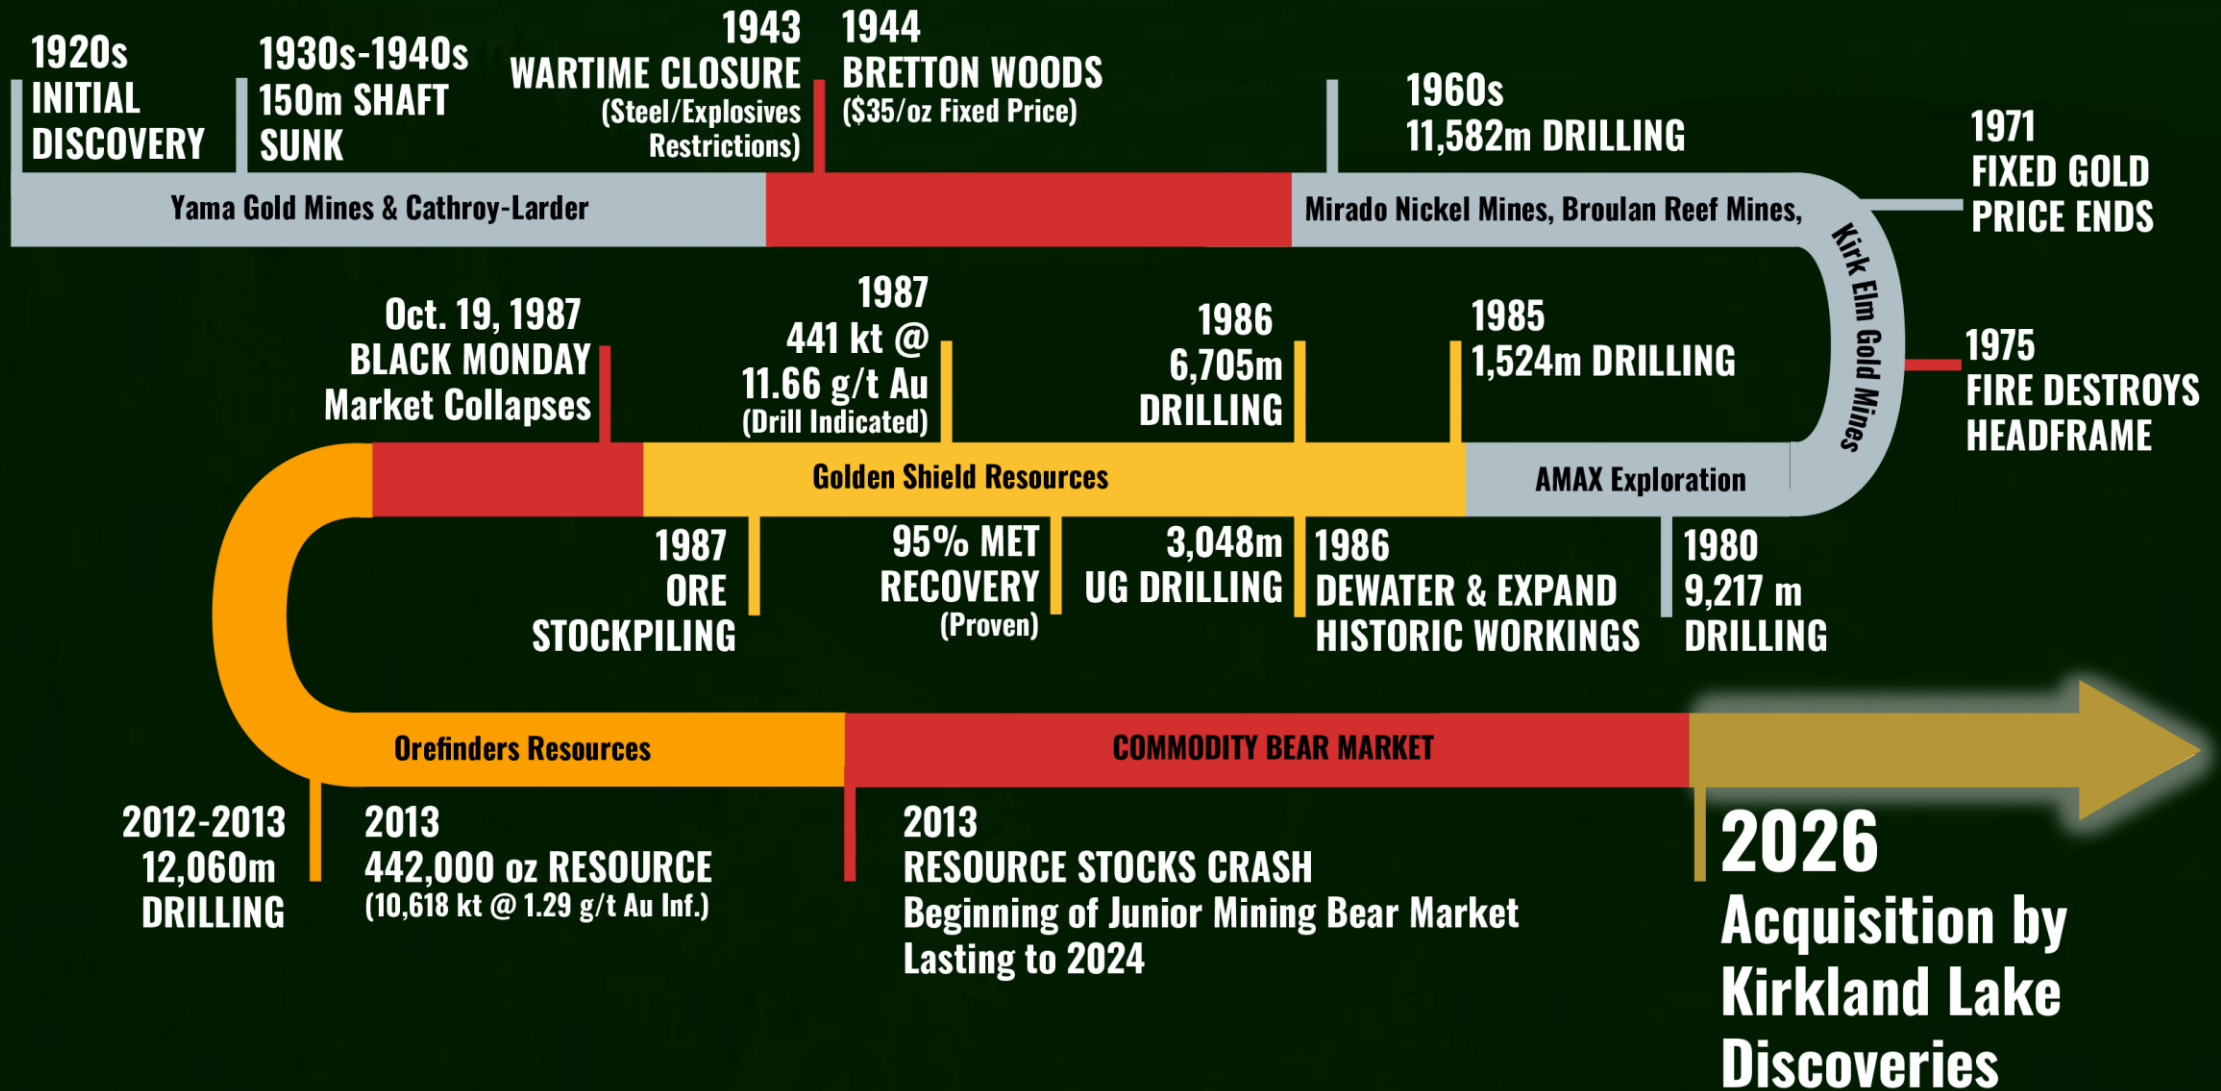 1920s
INITIAL
DISCOVERY
1930s-1940s
150m SHAFT
SUNK
1943
WARTIME CLOSURE
(Steel/Explosives
Restrictions)
1944
BRETTON WOODS
($35/oz Fixed Price)
1960s
11,582m DRILLING
1971
FIXED GOLD
PRICE ENDS
Yama Gold Mines & Cathroy-Larder
Mirado Nickel Mines, Broulan Reef Mines,
Kirk Elm Gold Mines
1975
FIRE DESTROYS
HEADFRAME
Oct. 19, 1987
BLACK MONDAY
Market Collapses
1987
441 kt @
11.66 g/t Au
(Drill Indicated)
1986
6,705m
DRILLING
1985
1,524m DRILLING
Golden Shield Resources
AMAX Exploration
1987
ORE
STOCKPILING
95% MET
RECOVERY
(Proven)
3,048m
UG DRILLING
1986
DEWATER & EXPAND
HISTORIC WORKINGS
1980
9,217 m
DRILLING
Orefinders Resources
COMMODITY BEAR MARKET
2012-2013
12,060m
DRILLING
2013
442,000 oz RESOURCE
(10,618 kt @ 1.29 g/t Au Inf.)
2013
RESOURCE STOCKS CRASH
Beginning of Junior Mining Bear Market
Lasting to 2024
2026
Acquisition by
Kirkland Lake
Discoveries